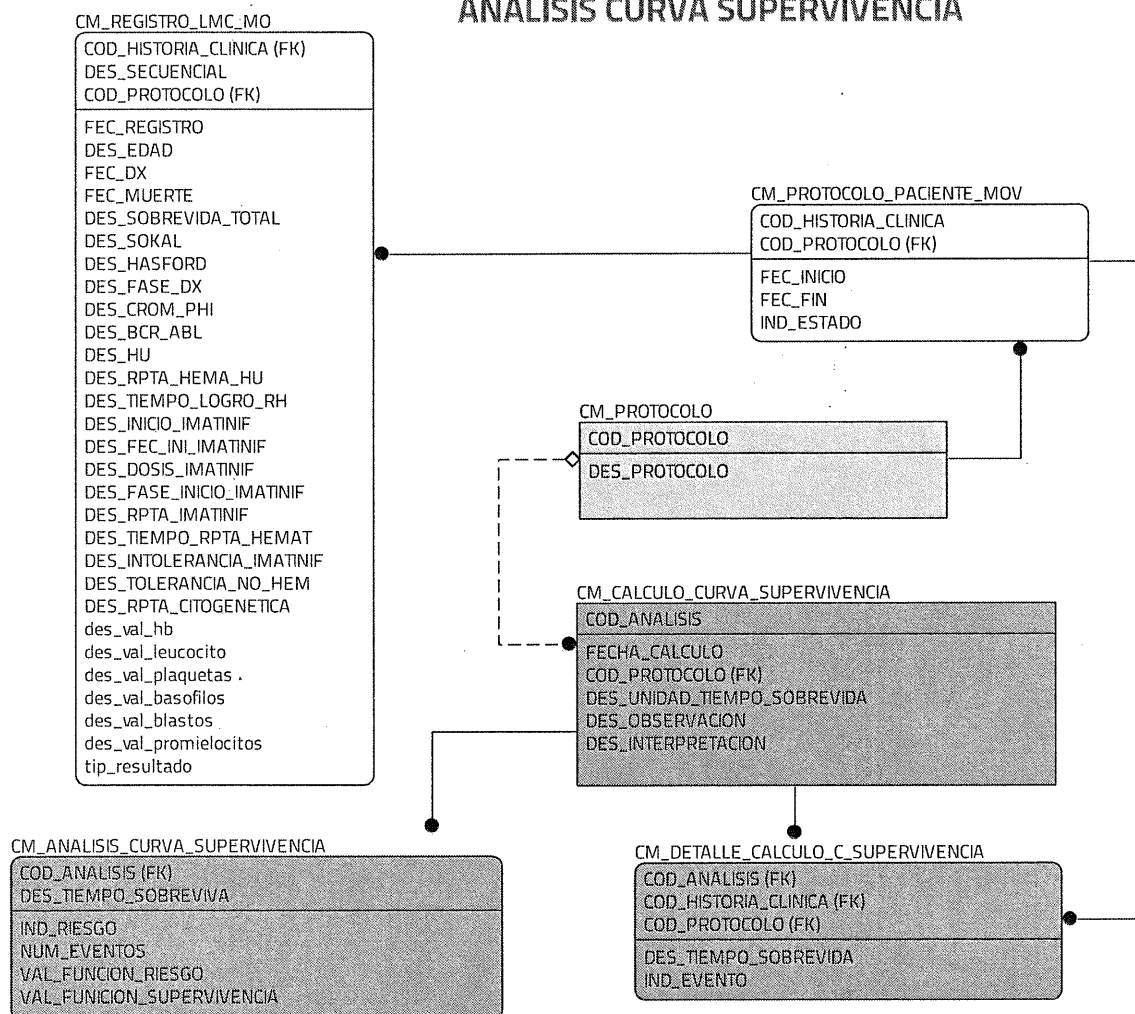 ANALISIS CURVA SUPERVIVENCIA
CM_REGISTRO_LMC_MO
COD_HISTORIA_CLINICA (FK)
DES_SECUENCIAL
COD_PROTOCOLO (FK)
FEC_REGISTRO
DES_EDAD
FEC_DX
FEC_MUERTE
DES_SOBREVIDA_TOTAL
DES_SOKAL
DES_HASFORD
DES_FASE_DX
DES_CROM_PHI
DES_BCR_ABL
DES_HU
DES_RPTA_HEMA_HU
DES_TIEMPO_LOGRO_RH
DES_INICIO_IMATINIF
DES_FEC_INI_IMATINIF
DES_DOSIS_IMATINIF
DES_FASE_INICIO_IMATINIF
DES_RPTA_IMATINIF
DES_TIEMPO_RPTA_HEMAT
DES_INTOLERANCIA_IMATINIF
DES_TOLERANCIA_NO_HEM
DES_RPTA_CITOGENETICA
des_val_hb
des_val_leucocito
des_val_plaquetas
des_val_basofilos
des_val_blastos
des_val_promielocitos
tip_resultado
CM_PROTOCOLO_PACIENTE_MOV
COD_HISTORIA_CLINICA
COD_PROTOCOLO (FK)
FEC_INICIO
FEC_FIN
IND_ESTADO
CM_PROTOCOLO
COD_PROTOCOLO
DES_PROTOCOLO
CM_CALCULO_CURVA_SUPERVIVENCIA
COD_ANALISIS
FECHA_CALCULO
COD_PROTOCOLO (FK)
DES_UNIDAD_TIEMPO_SOBREVIDA
DES_OBSERVACION
DES_INTERPRETACION
CM_ANALISIS_CURVA_SUPERVIVENCIA
COD_ANALISIS (FK)
DES_TIEMPO_SOBREVIVA
IND_RIESGO
NUM_EVENTOS
VAL_FUNCION_RIESGO
VAL_FUNICION_SUPERVIVENCIA
CM_DETALLE_CALCULO_C_SUPERVIVENCIA
COD_ANALISIS (FK)
COD_HISTORIA_CLINICA (FK)
COD_PROTOCOLO (FK)
DES_TIEMPO_SOBREVIDA
IND_EVENTO